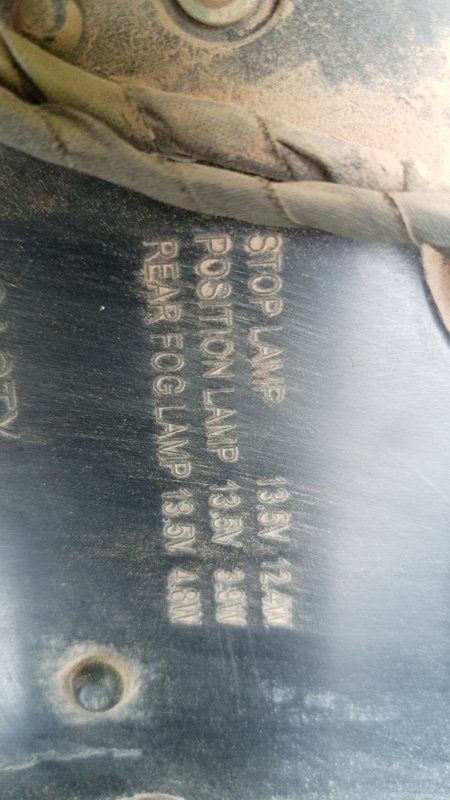 STOP LAMP 13.5V 12.4W
POSITION LAMP 13.5V 3.9W
REAR FOG LAMP 13.5V 4.8W